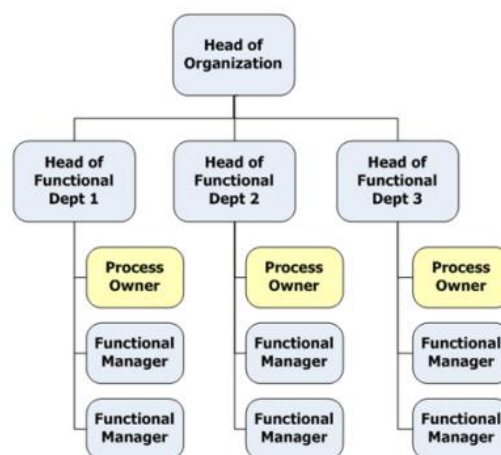 Head of
Organization
Head of
Functional
Dept 1
Head of
Functional
Dept 2
Head of
Functional
Dept 3
Process
Owner
Process
Owner
Process
Owner
Functional
Manager
Functional
Manager
Functional
Manager
Functional
Manager
Functional
Manager
Functional
Manager